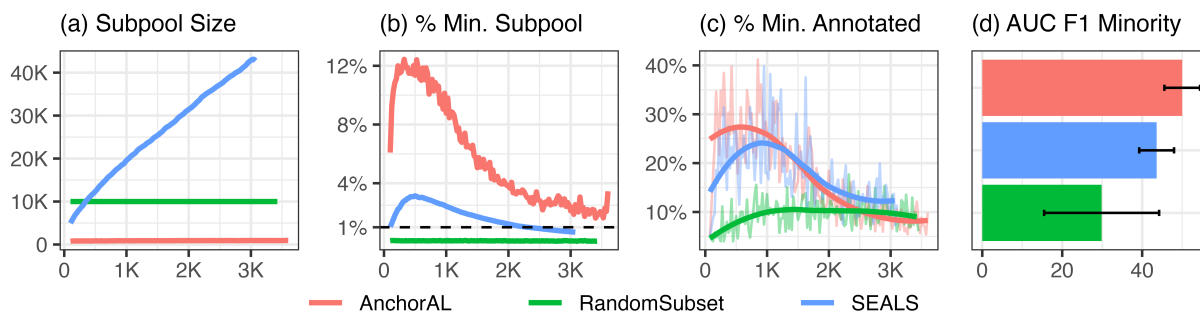 (a) Subpool Size
(b) % Min. Subpool
(c) % Min. Annotated
(d) AUC F1 Minority
40K
30K
20K
10K
0
0 1K 2K 3K
12%
8%
4%
1%
0 1K 2K 3K
40%
30%
20%
10%
0 1K 2K 3K
0 20 40
AnchorAL
RandomSubset
SEALS